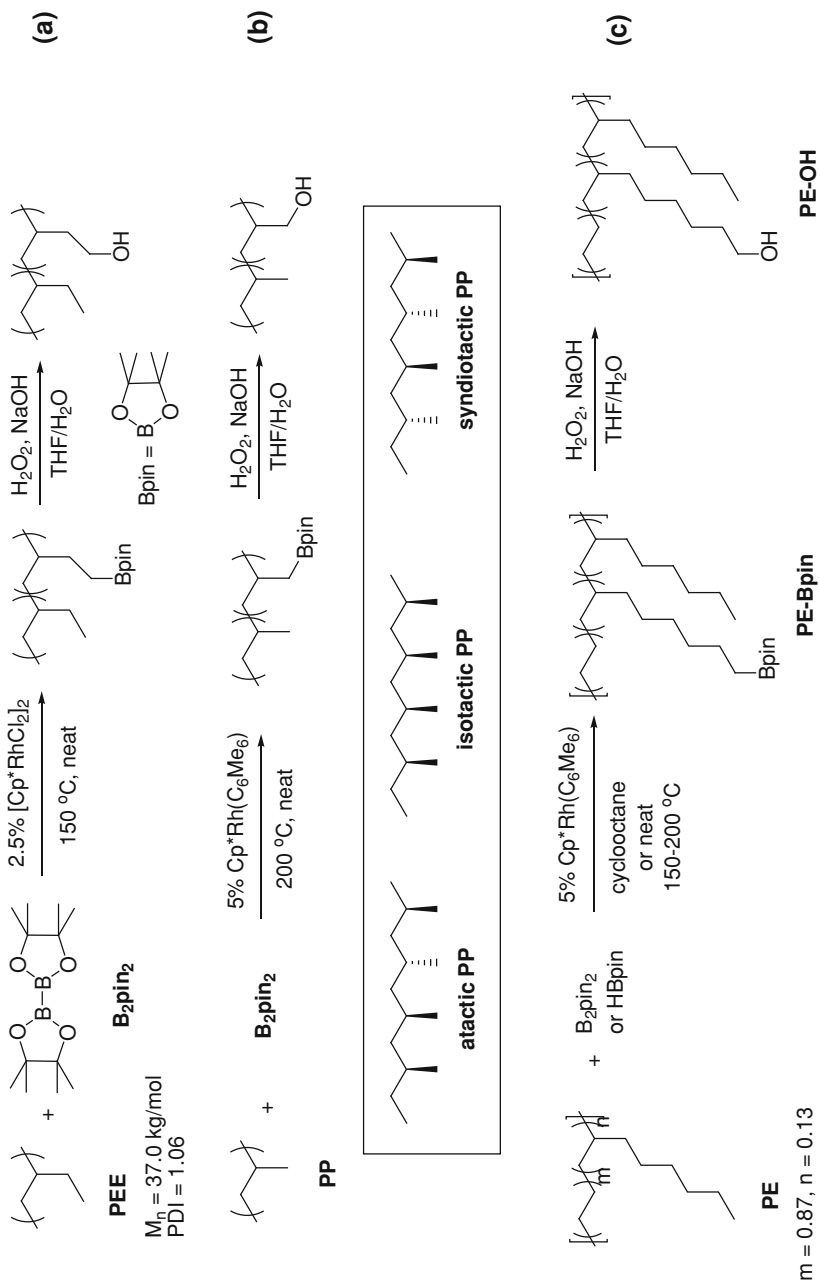 (a)
PEE
Mn = 37.0 kg/mol
PDI = 1.06
+
O
O
B
B
O
O
B2pin2
2.5% [Cp*RhCl2]2
150 °C, neat
Bpin
H2O2, NaOH
THF/H2O
Bpin =
O
B
O
OH
(b)
PP
+
B2pin2
5% Cp*Rh(C6Me6)
200 °C, neat
Bpin
H2O2, NaOH
THF/H2O
OH
atactic PP
isotactic PP
syndiotactic PP
(c)
m
n
PE
m = 0.87, n = 0.13
+
B2pin2
or HBpin
5% Cp*Rh(C6Me6)
cyclooctane
or neat
150-200 °C
Bpin
PE-Bpin
H2O2, NaOH
THF/H2O
OH
PE-OH